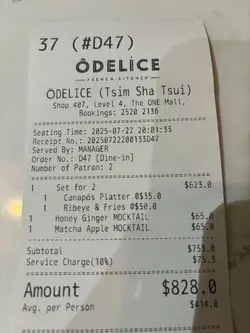 37 (#D47)
ÔDELICE
FRENCH KITCHEN
ÔDELICE (Tsim Sha Tsui)
Shop 407, Level 4, The ONE Mall,
Bookings: 2520 2136
Seating Time: 2025-07-22 20:01:33
Receipt No.: 20250722200133D47
Served By: MANAGER
Order No.: D47 [Dine-in]
Number of Patron: 2
1 Set for 2 $623.0
1 Canapés Platter @$35.0
1 Ribeye & Fries @$50.0
1 Honey Ginger MOCKTAIL $65.0
1 Matcha Apple MOCKTAIL $65.0
Subtotal $753.0
Service Charge(10%) $75.3
Amount $828.0
Avg. per Person $414.0